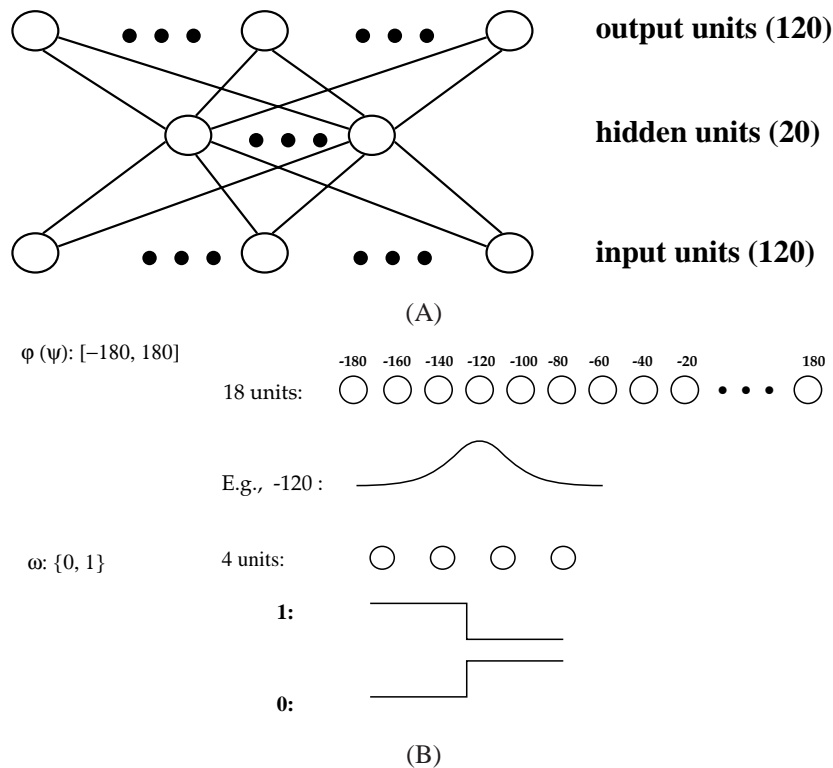 output units (120)
hidden units (20)
input units (120)
(A)
φ (ψ): [−180, 180]
-180 -160 -140 -120 -100 -80 -60 -40 -20 180
18 units:
E.g., -120 :
ω: {0, 1}
4 units:
1:
0:
(B)